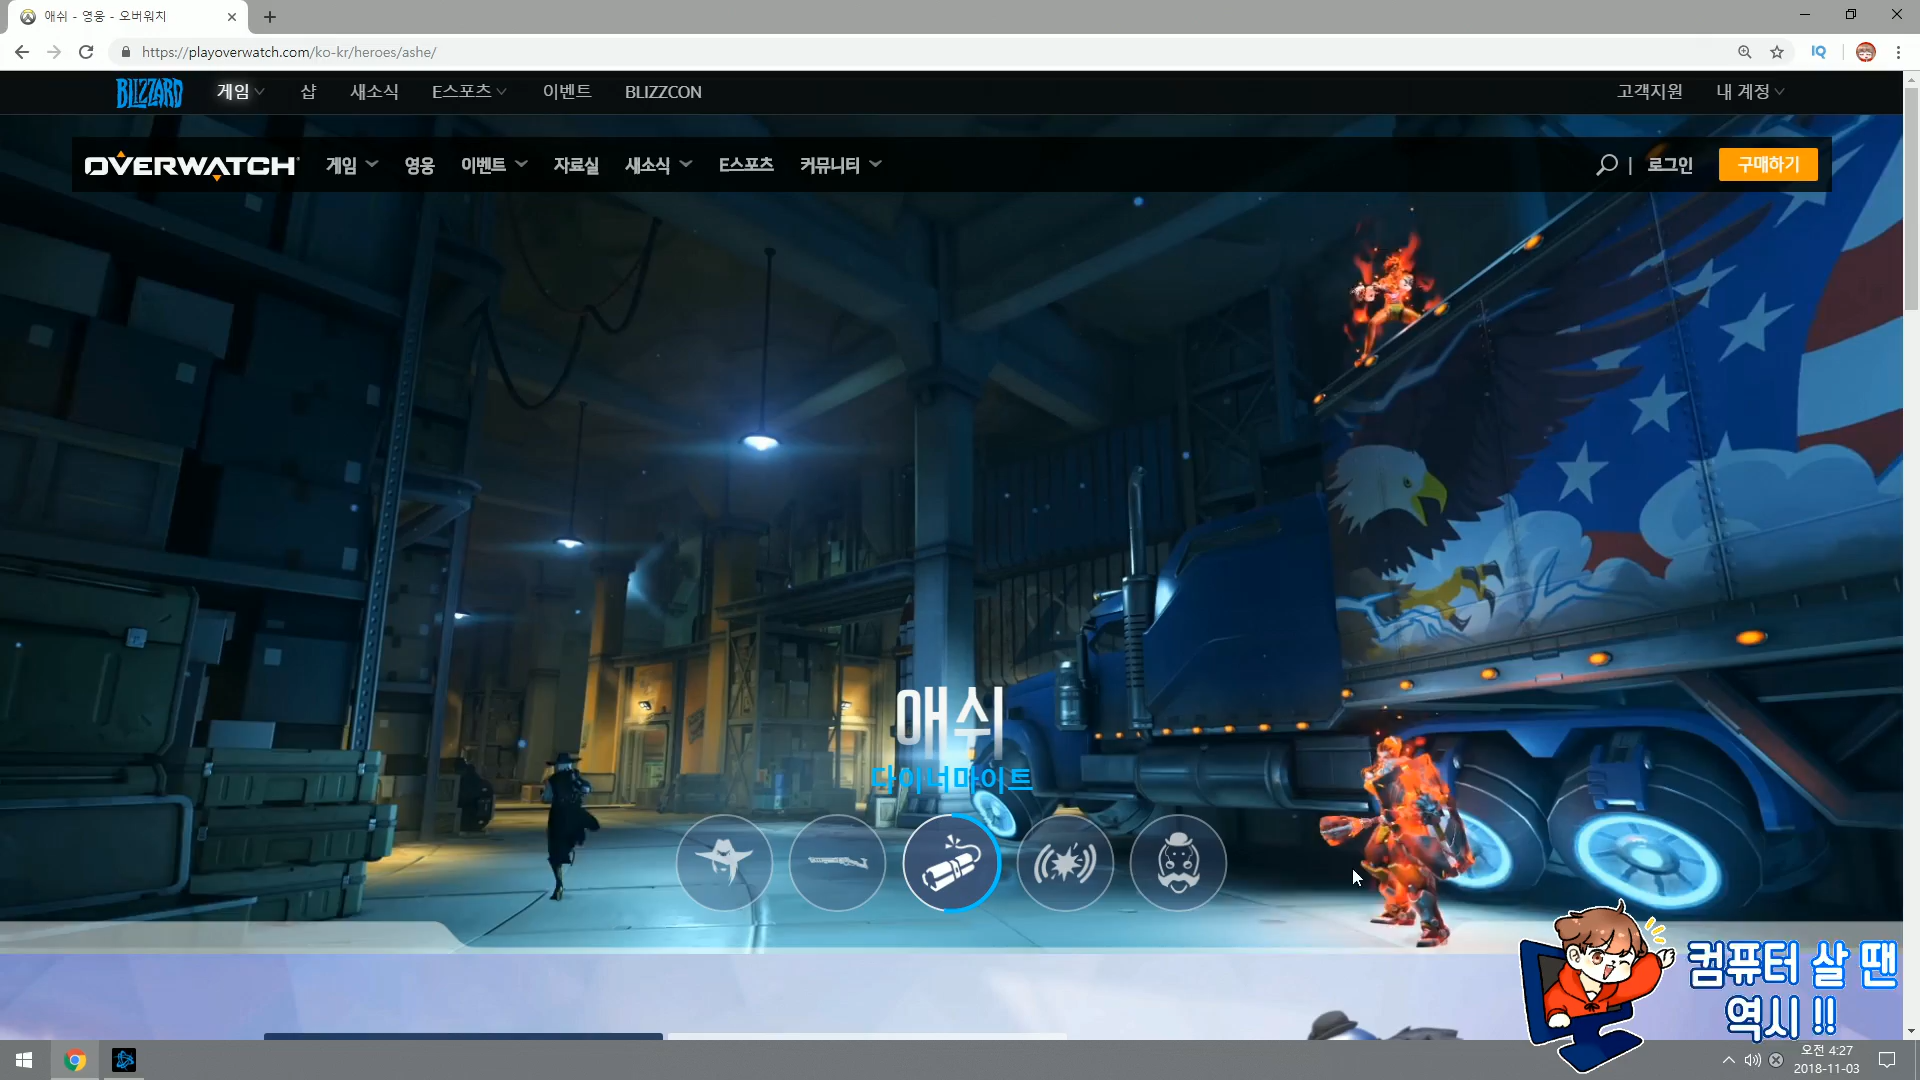 애쉬 - 영웅 - 오버워치
https://playoverwatch.com/ko-kr/heroes/ashe/
IQ
BLIZZARD
게임
샵
새소식
E스포츠
이벤트
BLIZZCON
고객지원
내 계정
OVERWATCH
게임
영웅
이벤트
자료실
새소식
E스포츠
커뮤니티
|
로그인
구매하기
애쉬
다이너마이트
컴퓨터 살 땐
역시 !!
오전 4:27
2018-11-03